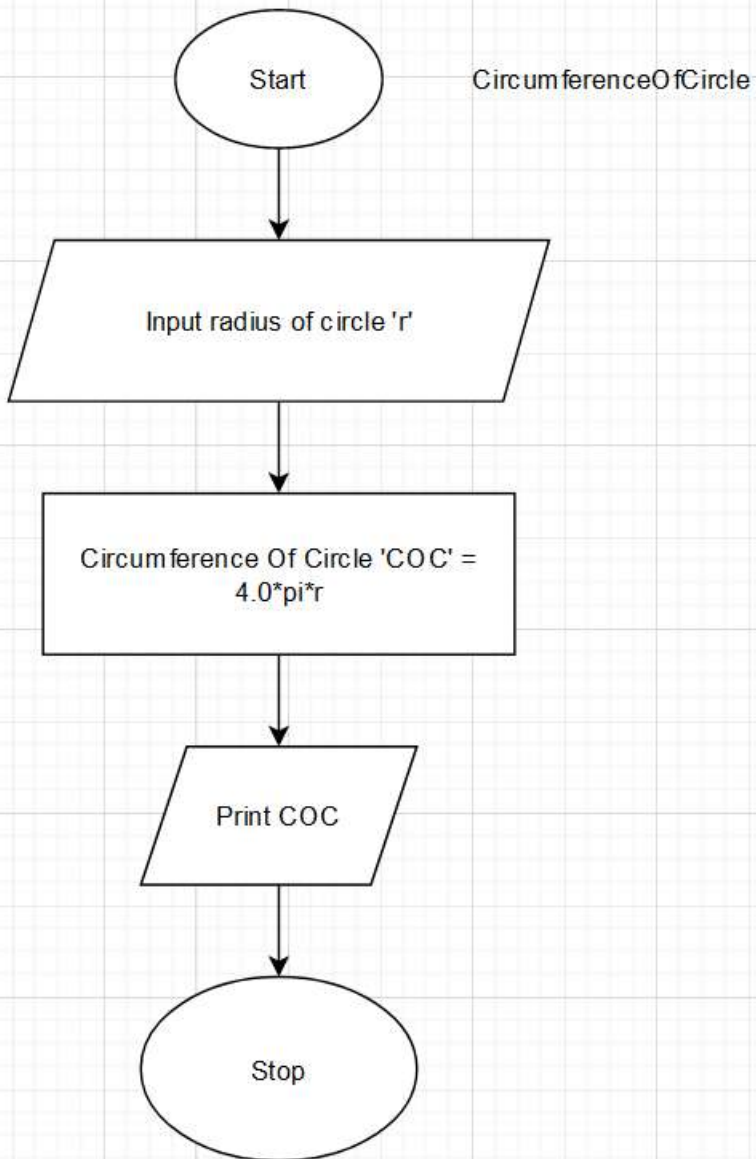 Start
CircumferenceOfCircle
Input radius of circle 'r'
Circumference Of Circle 'COC' =
4.0*pi*r
Print COC
Stop